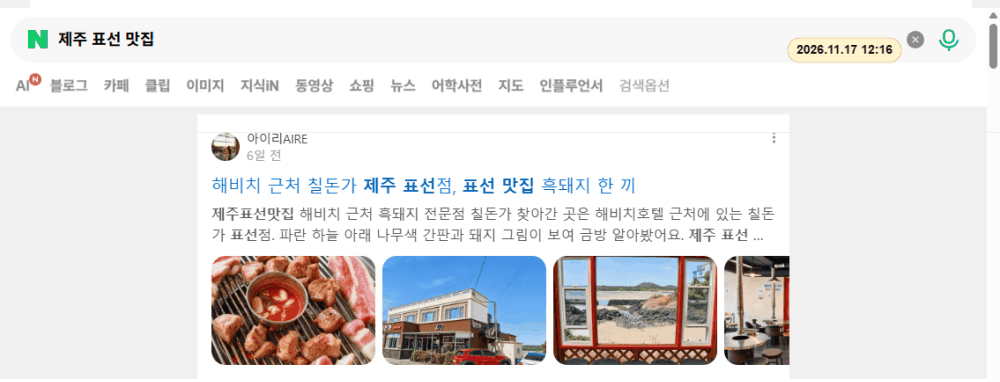 N 제주 표선 맛집
2026.11.17 12:16
AI N 블로그 카페 클립 이미지 지식iN 동영상 쇼핑 뉴스 어학사전 지도 인플루언서 검색옵션
아이리AIRE
6일 전
해비치 근처 칠돈가 제주 표선점, 표선 맛집 흑돼지 한 끼
제주표선맛집 해비치 근처 흑돼지 전문점 칠돈가 찾아간 곳은 해비치호텔 근처에 있는 칠돈
가 표선점. 파란 하늘 아래 나무색 간판과 돼지 그림이 보여 금방 알아봤어요. 제주 표선 ...